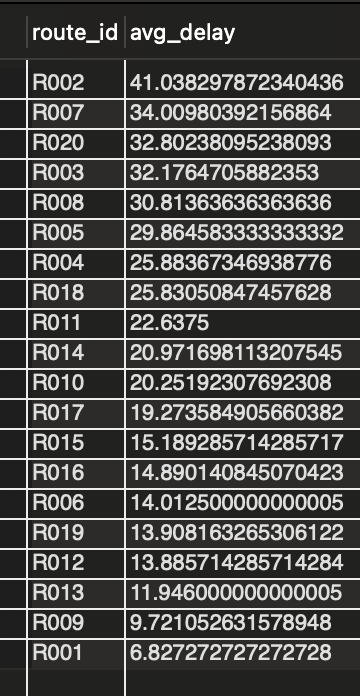 route_id avg_delay
R002 41.038297872340436
R007 34.00980392156864
R020 32.80238095238093
R003 32.1764705882353
R008 30.81363636363636
R005 29.864583333333332
R004 25.88367346938776
R018 25.83050847457628
R011 22.6375
R014 20.971698113207545
R010 20.25192307692308
R017 19.273584905660382
R015 15.189285714285717
R016 14.890140845070423
R006 14.012500000000005
R019 13.908163265306122
R012 13.885714285714284
R013 11.946000000000005
R009 9.721052631578948
R001 6.827272727272728